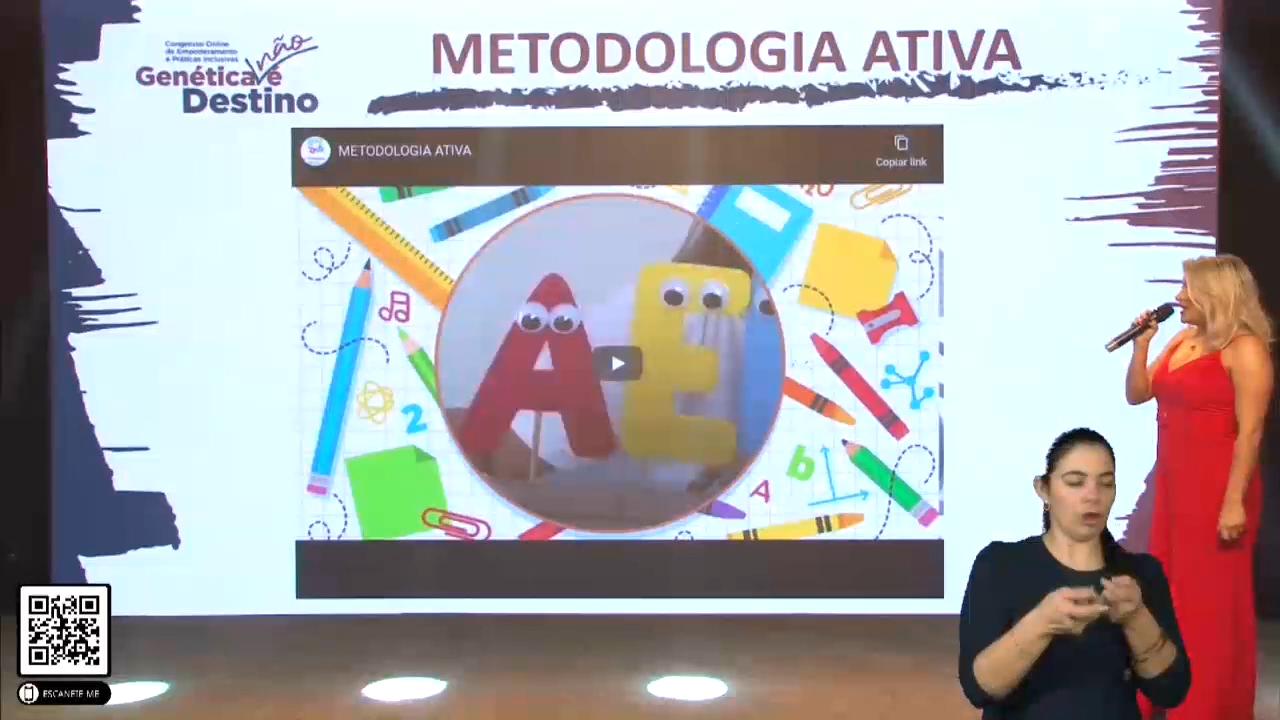 METODOLOGIA ATIVA
Congresso Online
de Empoderamento
e Práticas Inclusivas
não
Genética é
Destino
METODOLOGIA ATIVA
Copiar link
A E
2
b
A
ESCANEIE ME